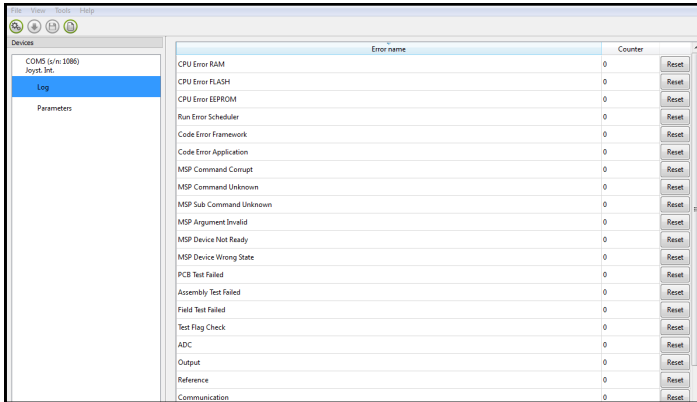 File View Tools Help
Devices
COM5 (s/n: 1086)
Joyst. Int.
Log
Parameters
Error name Counter
CPU Error RAM 0 Reset
CPU Error FLASH 0 Reset
CPU Error EEPROM 0 Reset
Run Error Scheduler 0 Reset
Code Error Framework 0 Reset
Code Error Application 0 Reset
MSP Command Corrupt 0 Reset
MSP Command Unknown 0 Reset
MSP Sub Command Unknown 0 Reset
MSP Argument Invalid 0 Reset
MSP Device Not Ready 0 Reset
MSP Device Wrong State 0 Reset
PCB Test Failed 0 Reset
Assembly Test Failed 0 Reset
Field Test Failed 0 Reset
Test Flag Check 0 Reset
ADC 0 Reset
Output 0 Reset
Reference 0 Reset
Communication 0 Reset